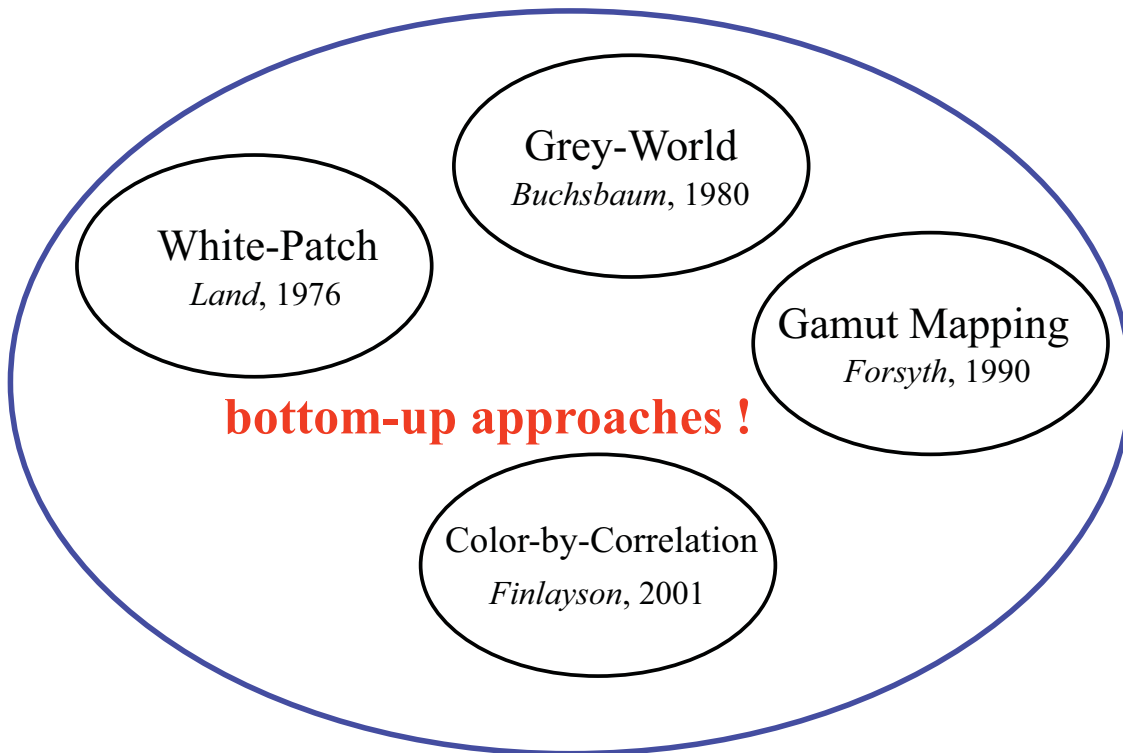 Grey-World
Buchsbaum, 1980
White-Patch
Land, 1976
Gamut Mapping
Forsyth, 1990
bottom-up approaches !
Color-by-Correlation
Finlayson, 2001